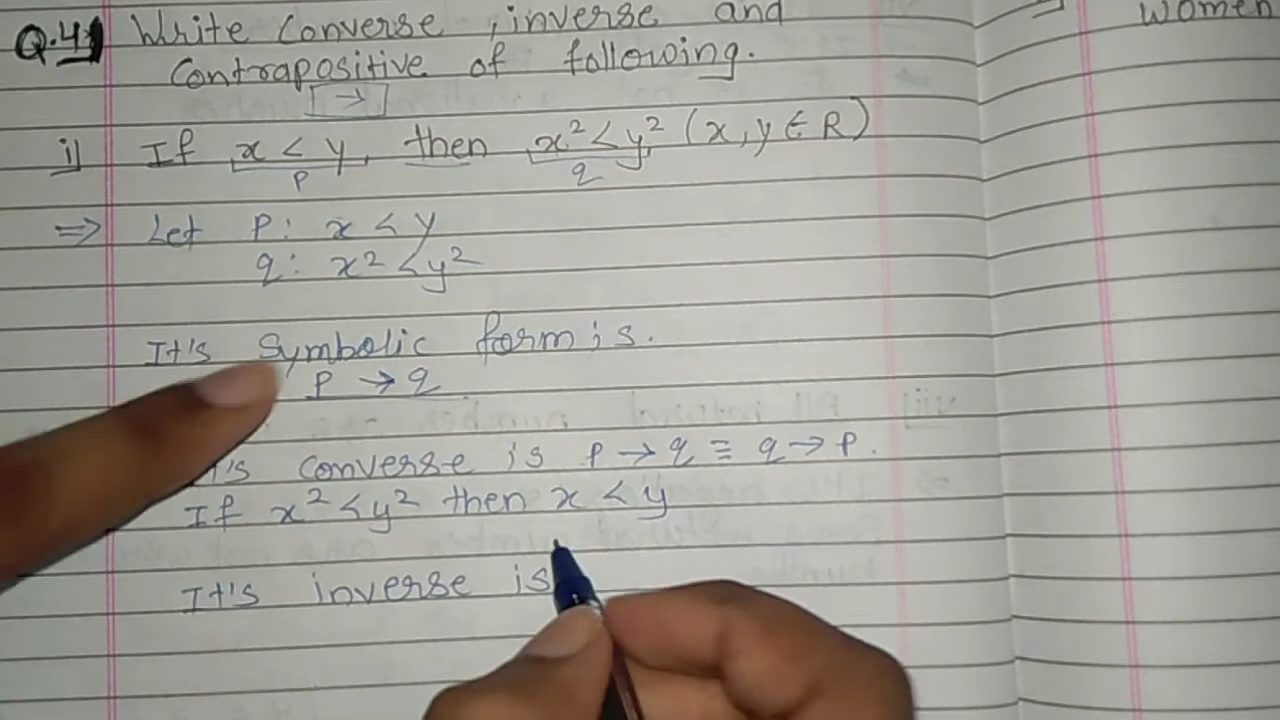 Q.4) Write Converse, inverse and
Contrapositive of following.
→
i) If x < y, then x² < y² (x, y ∈ R)
p q
⇒ Let p: x < y
q: x² < y²
It's Symbolic form is.
p → q
's converse is p → q ≡ q → p.
If x² < y² then x < y
It's inverse is
women